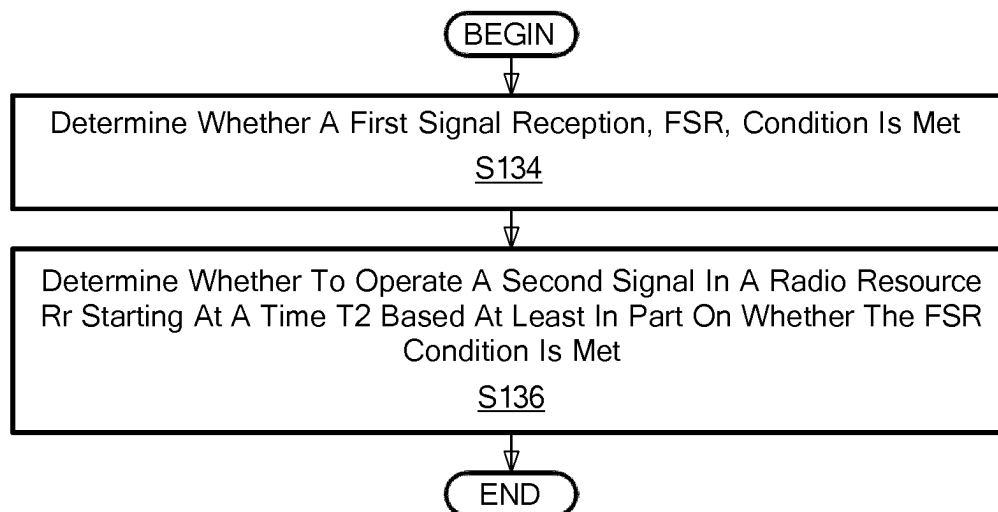 BEGIN
Determine Whether A First Signal Reception, FSR, Condition Is Met
S134
Determine Whether To Operate A Second Signal In A Radio Resource
Rr Starting At A Time T2 Based At Least In Part On Whether The FSR
Condition Is Met
S136
END